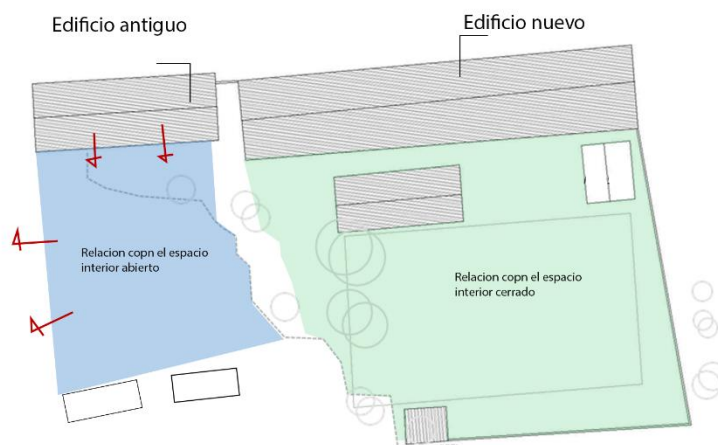 Edificio antiguo
Edificio nuevo
Relacion copn el espacio
interior abierto
Relacion copn el espacio
interior cerrado